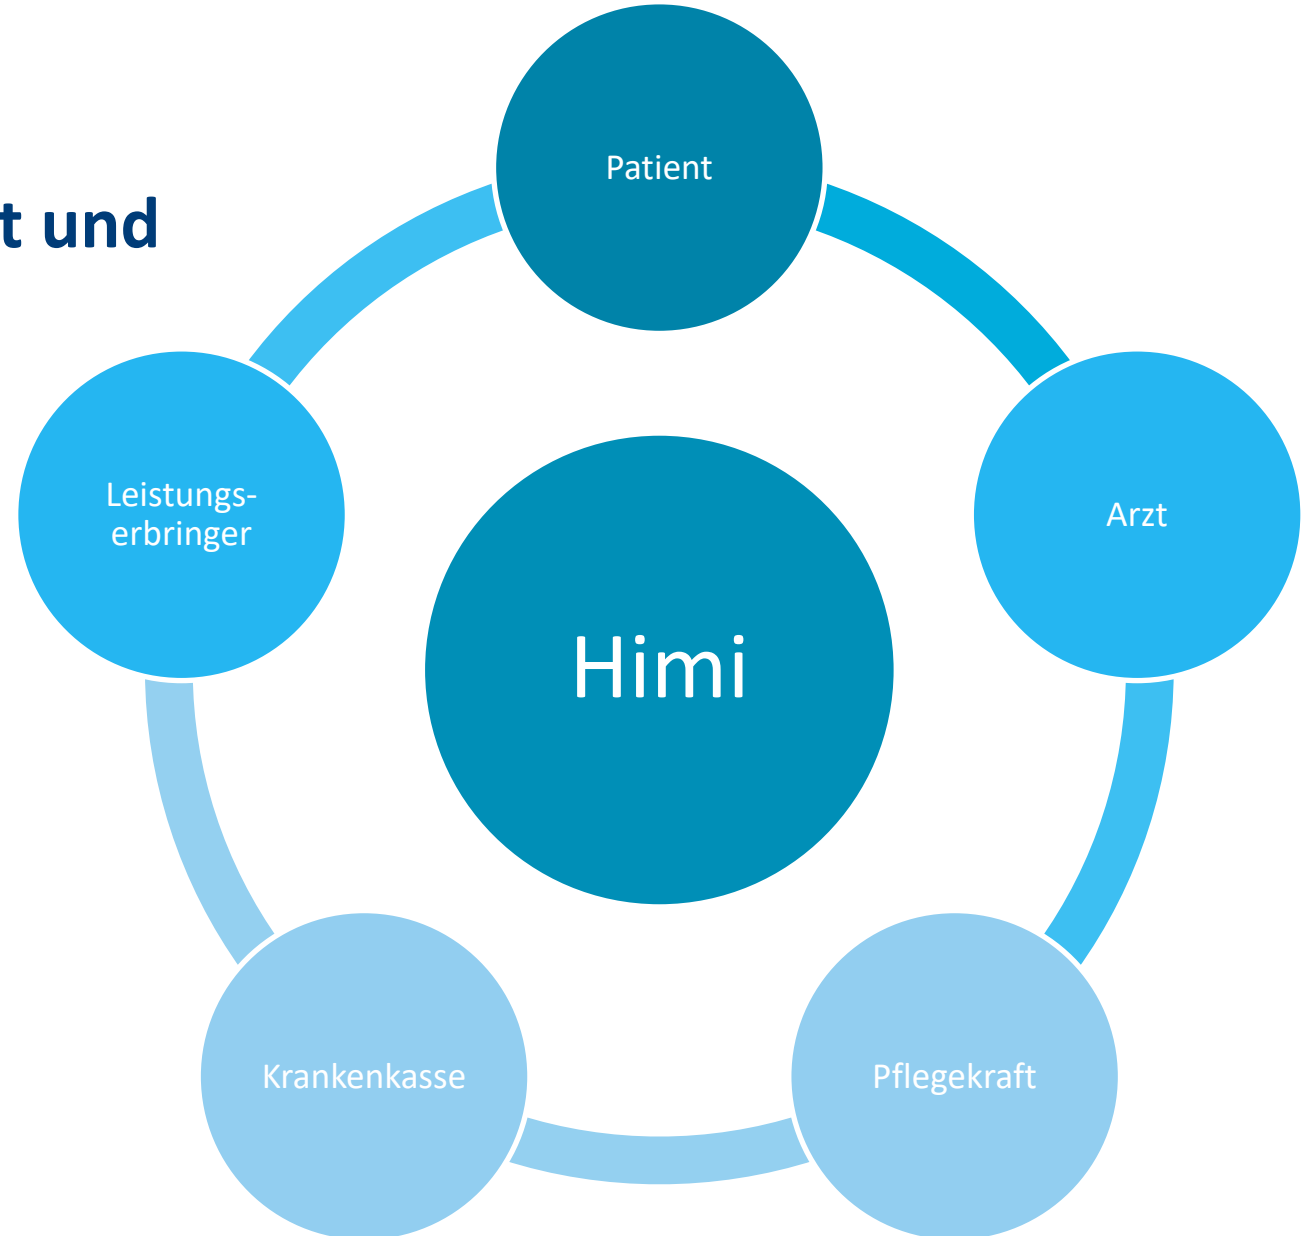 Patient
t und
Leistungs-
erbringer
Arzt
Himi
Krankenkasse
Pflegekraft